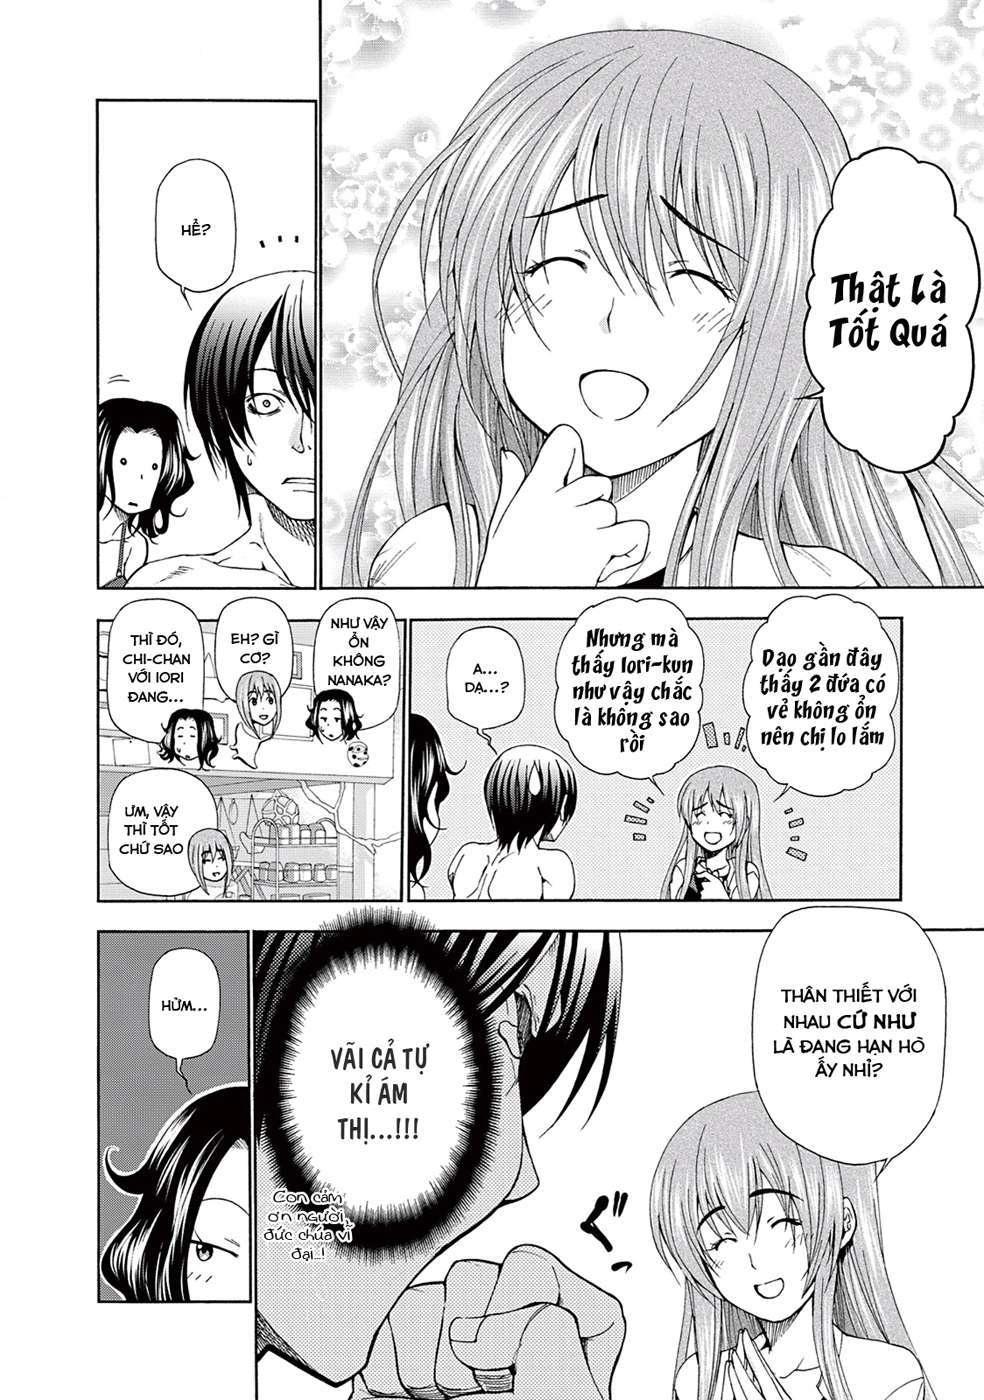 Thật Là
Tốt Quá
HỂ?
Dạo gần đây
thấy 2 đứa có
vẻ không ổn
nên chị lo lắm
Nhưng mà
thấy Iori-kun
như vậy chắc
là không sao
rồi
A...
DẠ...?
NHƯ VẬY
ỔN
KHÔNG
NANAKA?
EH? GÌ
CƠ?
THÌ ĐÓ,
CHI-CHAN
VỚI IORI
ĐANG...
ƯM, VẬY
THÌ TỐT
CHỨ SAO
THÂN THIẾT VỚI
NHAU CỨ NHƯ
LÀ ĐANG HẠN HÒ
ẤY NHỈ?
VÃI CẢ TỰ
KỈ ÁM
THỊ...!!!
Con cảm
ơn người,
đức chúa vĩ
đại..!
ぐっ
HỪM...